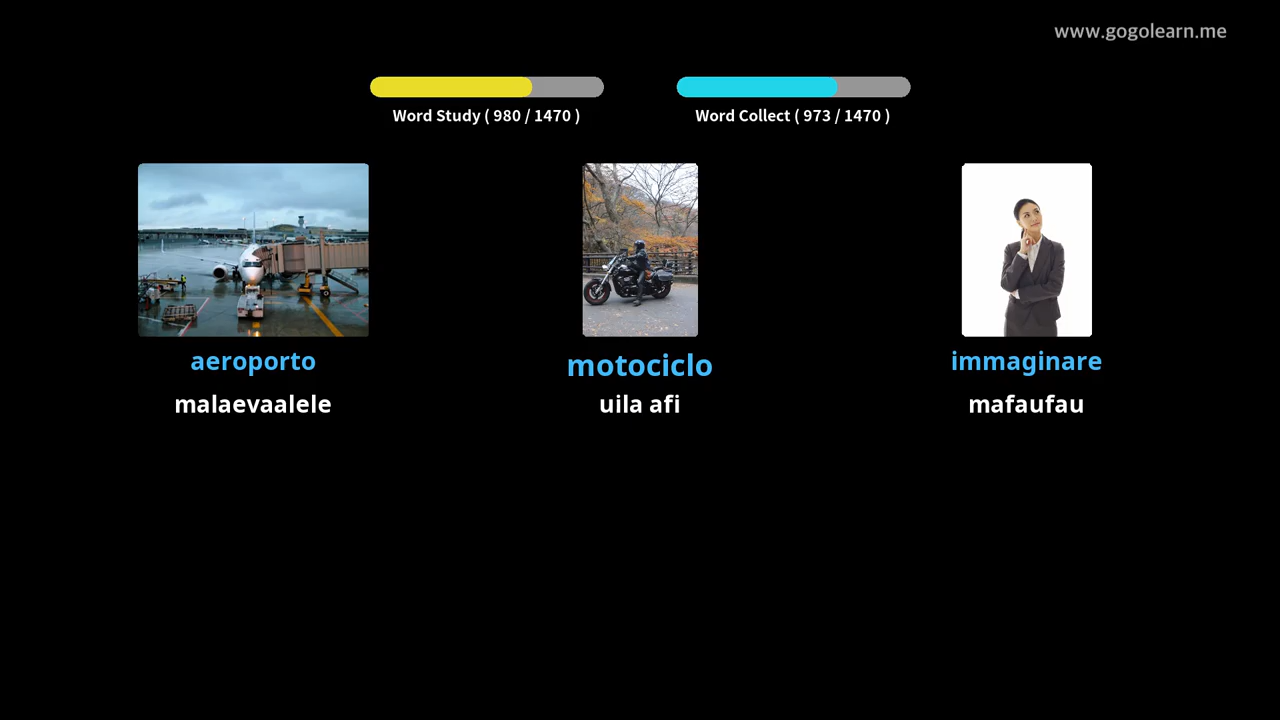 www.gogolearn.me
Word Study ( 980 / 1470 )
Word Collect ( 973 / 1470 )
aeroporto
motociclo
immaginare
malaevaalele
uila afi
mafaufau